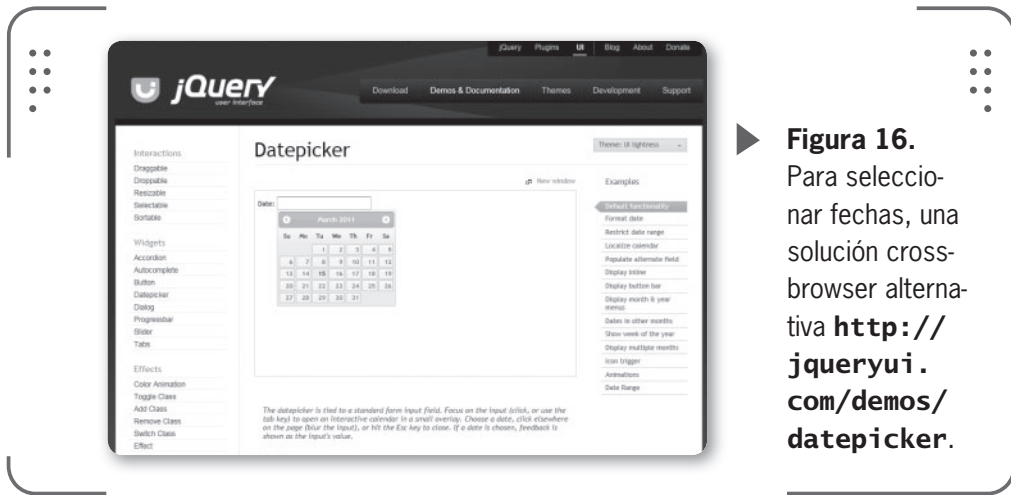 jQuery Plugins UI Blog About Donate
jQuery
user interface
Download Demos & Documentation Themes Development Support
Interactions
Draggable
Droppable
Resizable
Selectable
Sortable
Widgets
Accordion
Autocomplete
Button
Datepicker
Dialog
Progressbar
Slider
Tabs
Effects
Color Animation
Toggle Class
Add Class
Remove Class
Switch Class
Effect
Datepicker
New window
Date:
March 2011
Su Mo Tu We Th Fr Sa
1 2 3 4 5
6 7 8 9 10 11 12
13 14 15 16 17 18 19
20 21 22 23 24 25 26
27 28 29 30 31
The datepicker is tied to a standard form input field. Focus on the input (click, or use the
tab key) to open an interactive calendar in a small overlay. Choose a date, click elsewhere
on the page (blur the input), or hit the Esc key to close. If a date is chosen, feedback is
shown as the input's value.
Theme: UI lightness
Examples
Default functionality
Format date
Restrict date range
Localize calendar
Populate alternate field
Display inline
Display button bar
Display month & year
menus
Dates in other months
Show week of the year
Display multiple months
Icon trigger
Animations
Date Range
Figura 16.
Para seleccio-
nar fechas, una
solución cross-
browser alterna-
tiva http://
jqueryui.
com/demos/
datepicker.